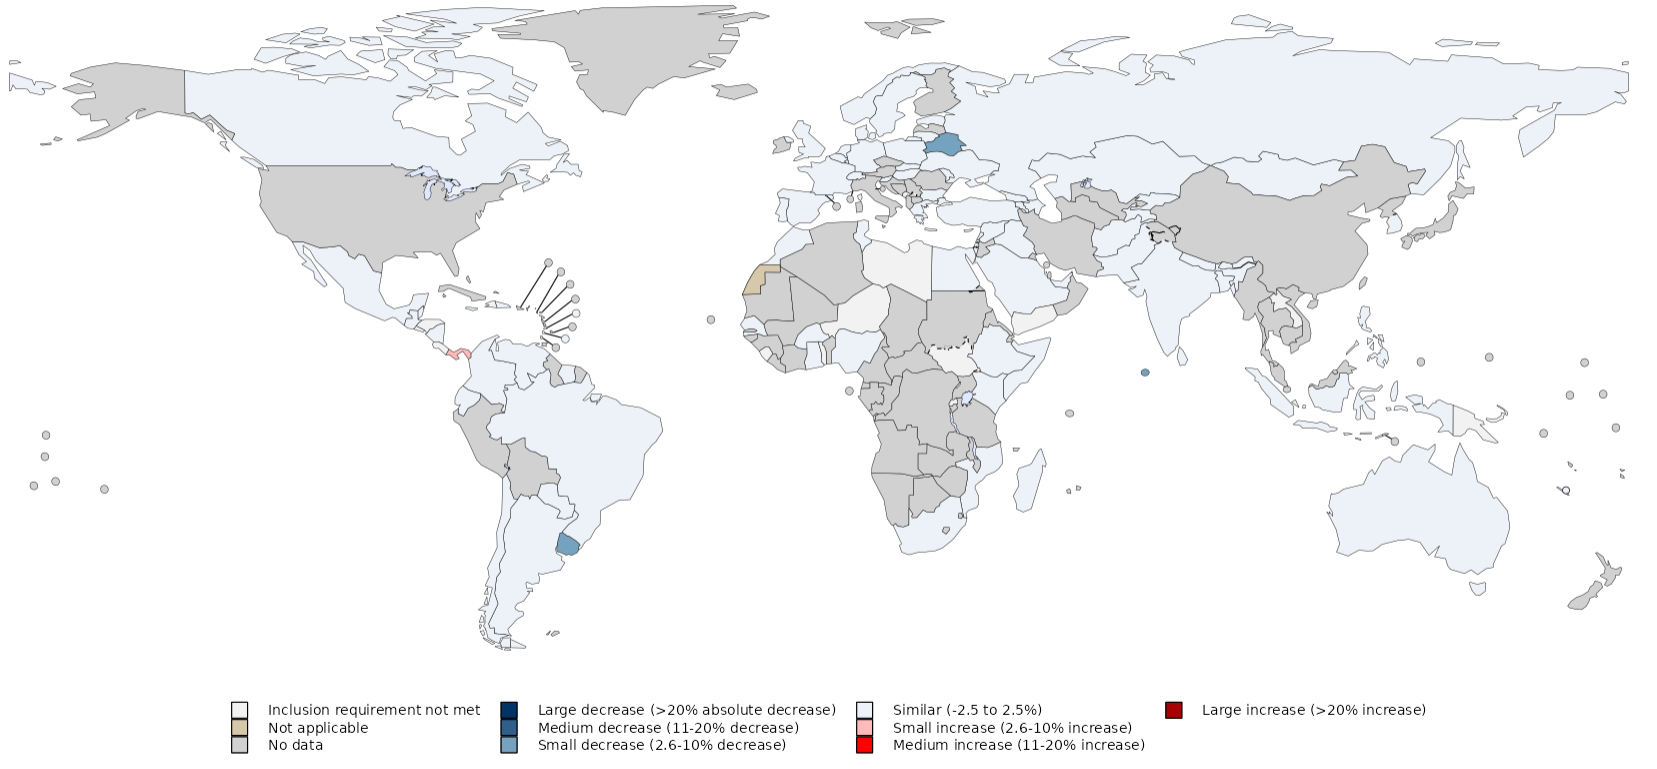 Inclusion requirement not met
Not applicable
No data
Large decrease (>20% absolute decrease)
Medium decrease (11-20% decrease)
Small decrease (2.6-10% decrease)
Similar (-2.5 to 2.5%)
Small increase (2.6-10% increase)
Medium increase (11-20% increase)
Large increase (>20% increase)